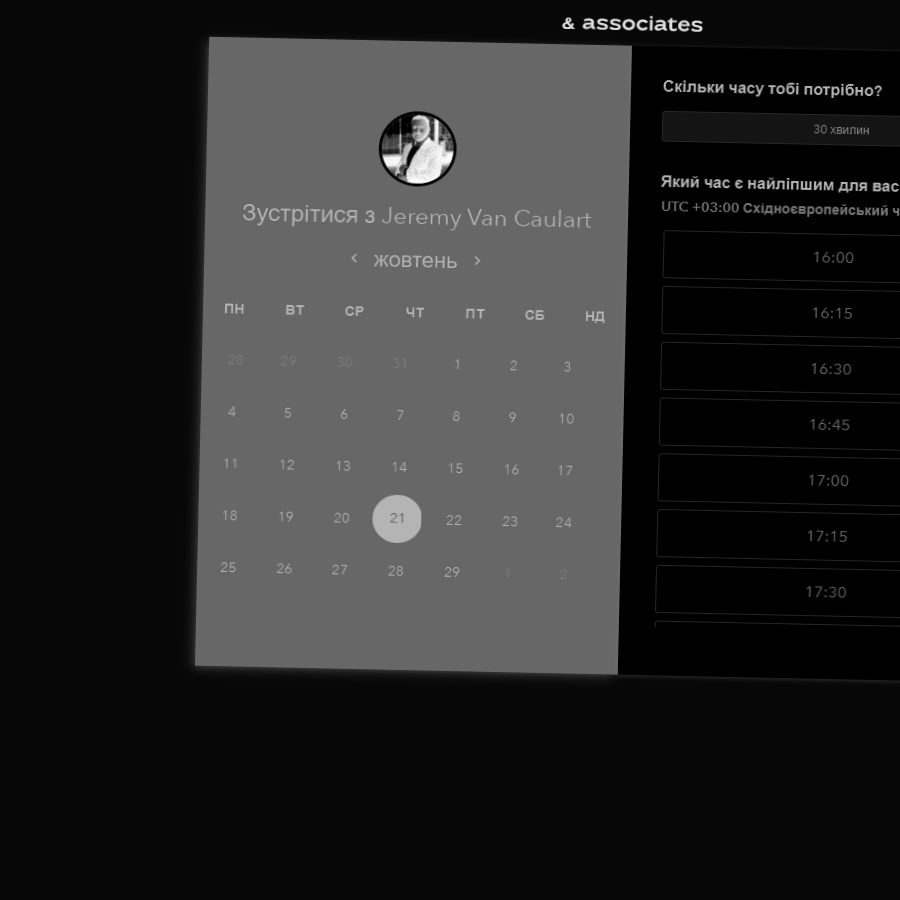 & associates
Зустрітися з Jeremy Van Caulart
жовтень
ПН ВТ СР ЧТ ПТ СБ НД
28 29 30 31 1 2 3
4 5 6 7 8 9 10
11 12 13 14 15 16 17
18 19 20 21 22 23 24
25 26 27 28 29 1 2
Скільки часу тобі потрібно?
30 хвилин
Який час є найліпшим для вас
UTC +03:00 Східноєвропейський ч
16:00
16:15
16:30
16:45
17:00
17:15
17:30